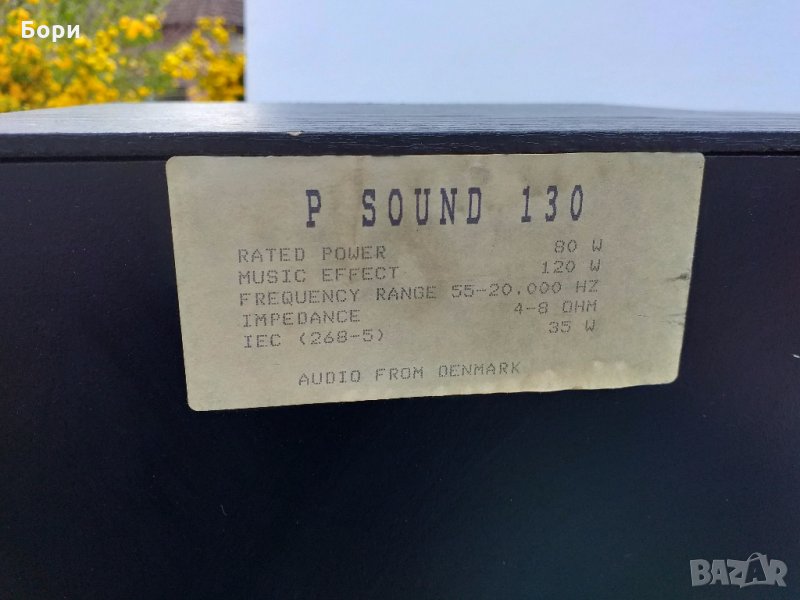 Бори
P SOUND 130
RATED POWER 80 W
MUSIC EFFECT 120 W
FREQUENCY RANGE 55-20.000 HZ
IMPEDANCE 4-8 OHM
IEC (268-5) 35 W
AUDIO FROM DENMARK
BAZAR